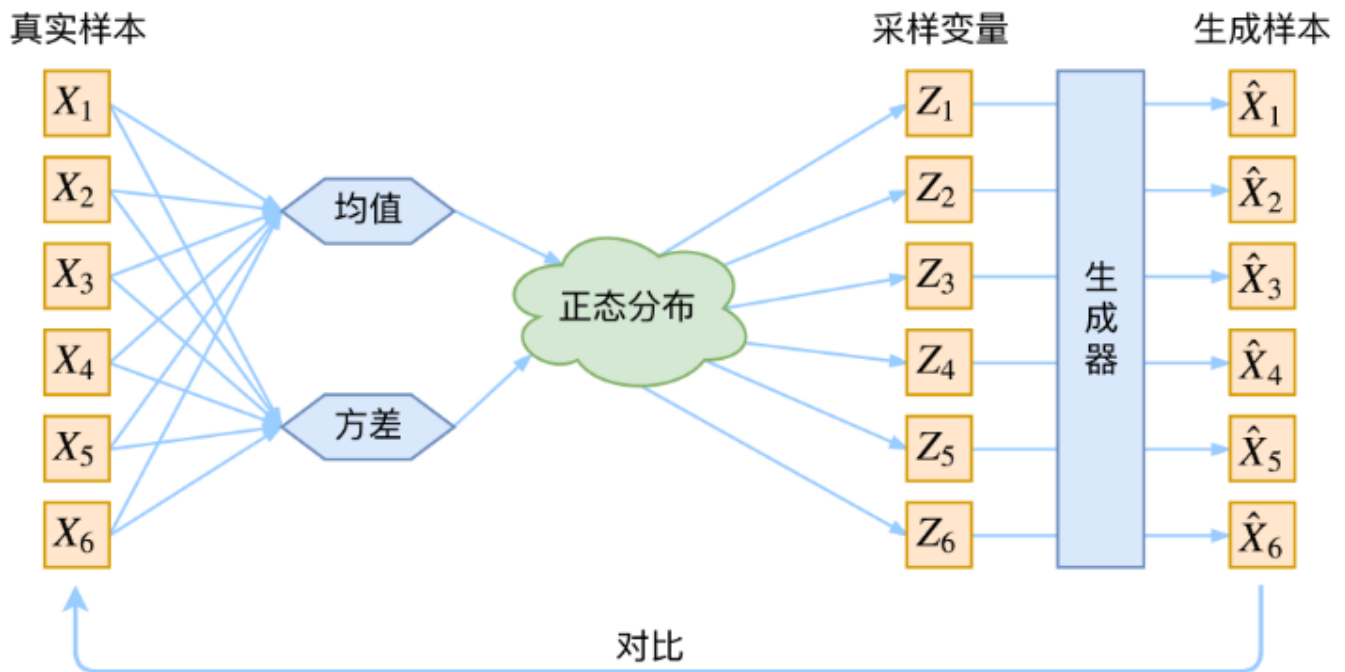 真实样本
采样变量
生成样本
X₁
Z₁
X̂₁
X₂
均值
Z₂
X̂₂
X₃
正态分布
Z₃
生成器
X̂₃
X₄
Z₄
X̂₄
X₅
方差
Z₅
X̂₅
X₆
Z₆
X̂₆
对比